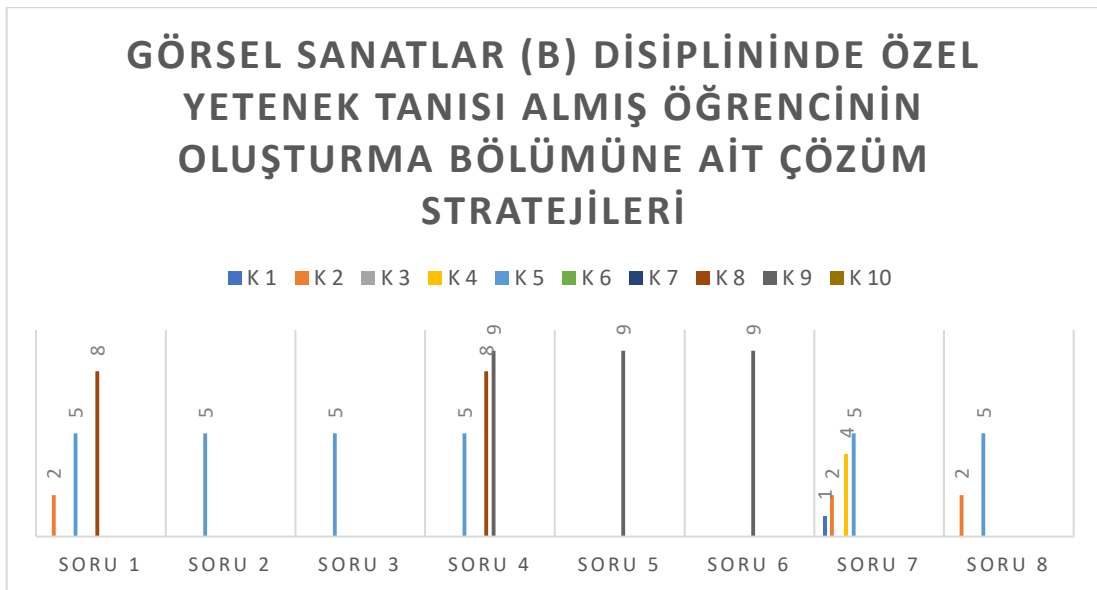 GÖRSEL SANATLAR (B) DİSİPLİNİNDE ÖZEL
YETENEK TANISI ALMIŞ ÖĞRENCİNİN
OLUŞTURMA BÖLÜMÜNE AİT ÇÖZÜM
STRATEJİLERİ
K 1 K 2 K 3 K 4 K 5 K 6 K 7 K 8 K 9 K 10
2 5 8 5 5 5 8 9 9 9 1 2 4 5 2 5
SORU 1 SORU 2 SORU 3 SORU 4 SORU 5 SORU 6 SORU 7 SORU 8